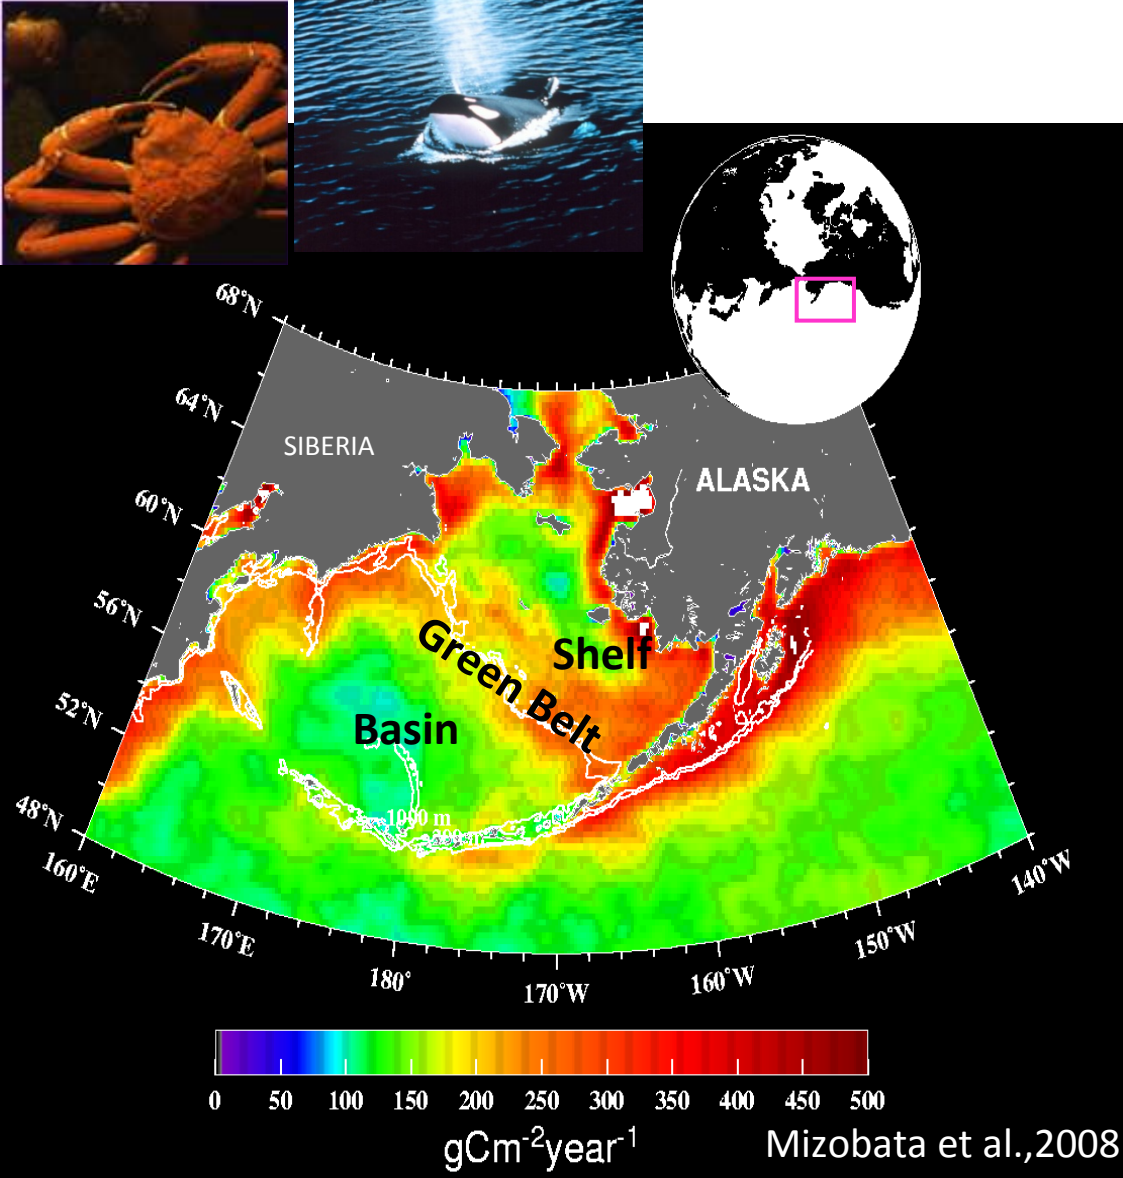 68°N
64°N
SIBERIA
ALASKA
60°N
56°N
Green Belt
Shelf
52°N
Basin
48°N
1000 m
200 m
160°E
140°W
170°E
150°W
180°
160°W
170°W
0 50 100 150 200 250 300 350 400 450 500
gCm⁻²year⁻¹
Mizobata et al.,2008